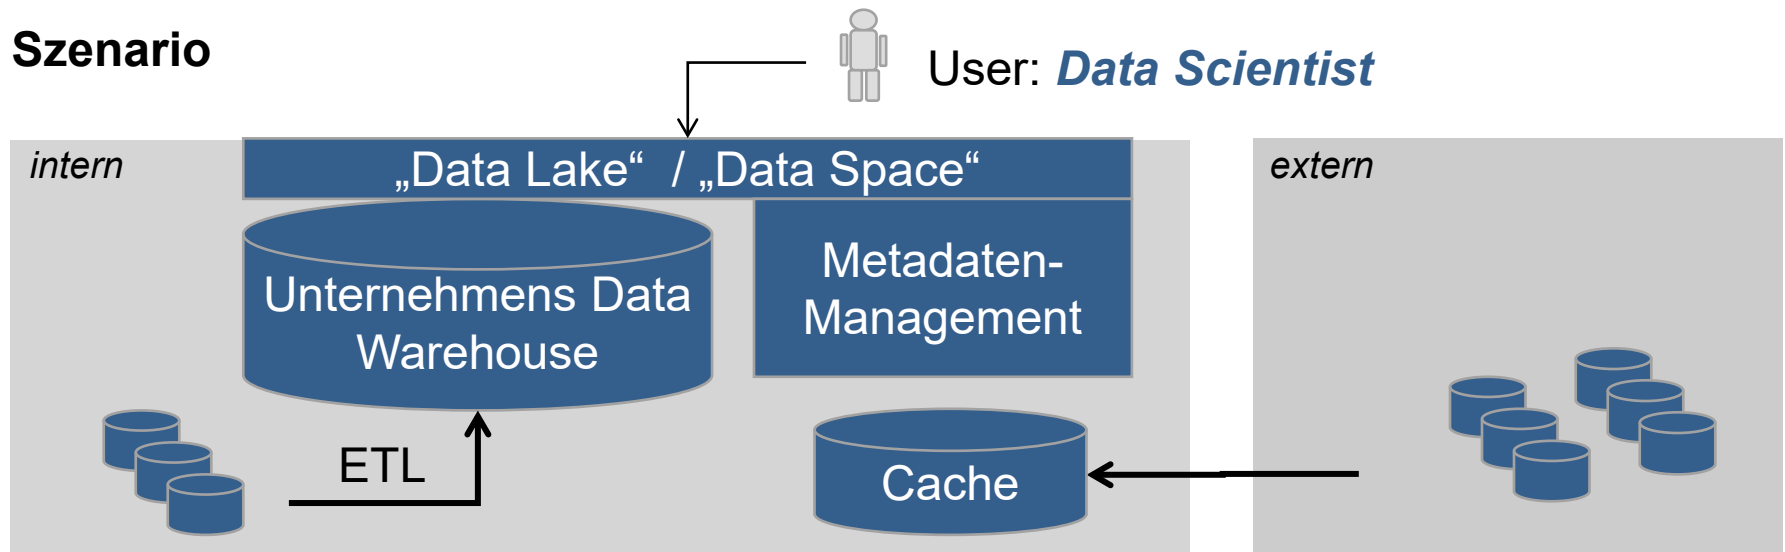 Szenario
User: Data Scientist
intern
„Data Lake“ / „Data Space“
extern
Unternehmens Data
Warehouse
Metadaten-
Management
ETL
Cache